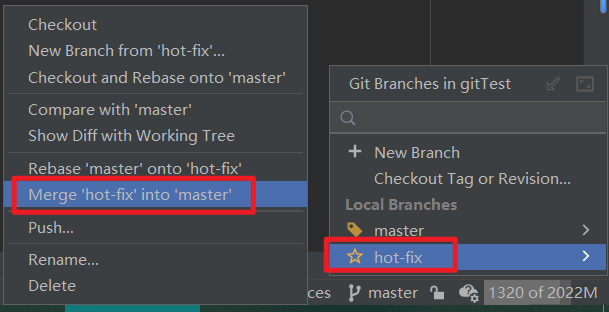 Checkout
New Branch from 'hot-fix'...
Checkout and Rebase onto 'master'
Compare with 'master'
Show Diff with Working Tree
Rebase 'master' onto 'hot-fix'
Merge 'hot-fix' into 'master'
Push...
Rename...
Delete
Git Branches in gitTest
New Branch
Checkout Tag or Revision...
Local Branches
master
hot-fix
master
1320 of 2022M